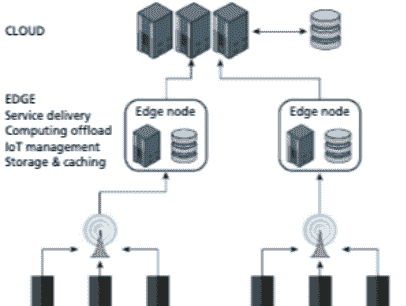 CLOUD
EDGE
Service delivery
Computing offload
IoT management
Storage & caching
Edge node
Edge node